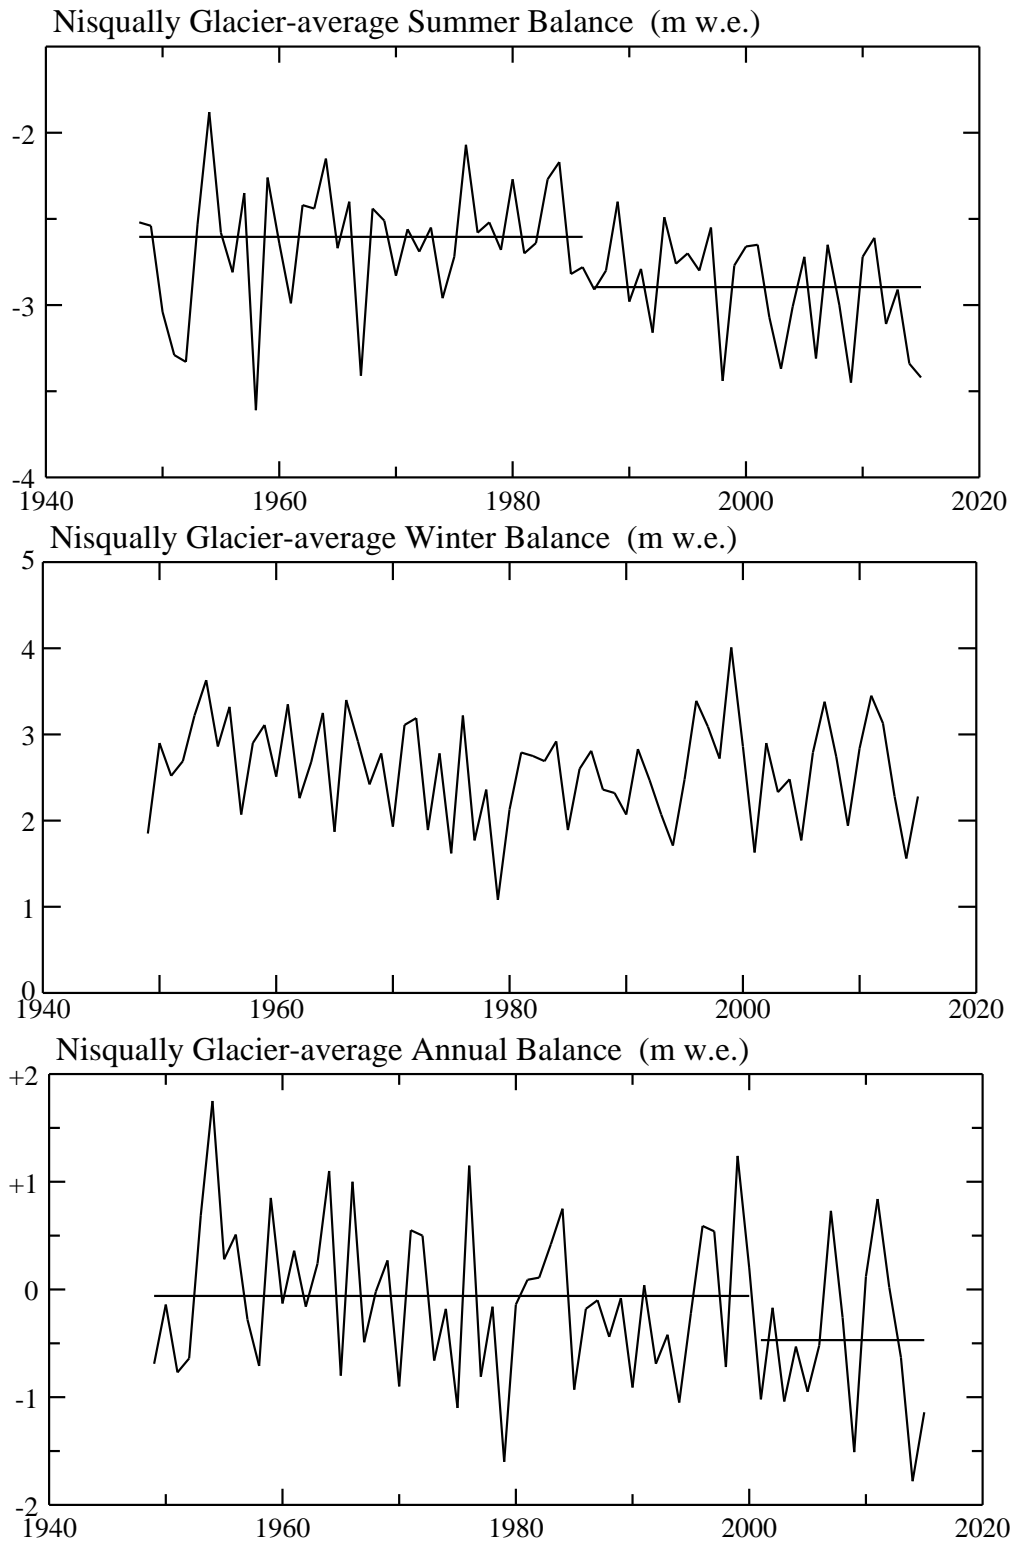 Nisqually Glacier-average Summer Balance (m w.e.)
-2
-3
-4
1940 1960 1980 2000 2020
Nisqually Glacier-average Winter Balance (m w.e.)
5
4
3
2
1
0
1940 1960 1980 2000 2020
Nisqually Glacier-average Annual Balance (m w.e.)
+2
+1
0
-1
-2
1940 1960 1980 2000 2020